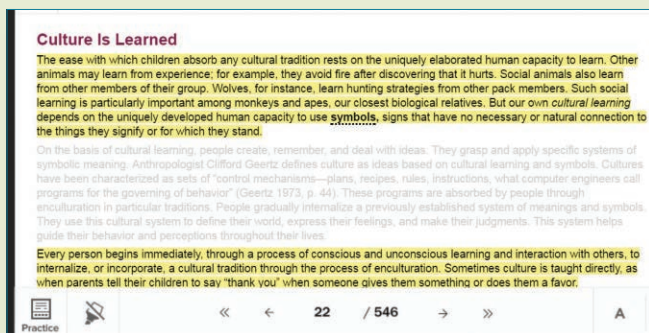 Culture Is Learned
The ease with which children absorb any cultural tradition rests on the uniquely elaborated human capacity to learn. Other
animals may learn from experience; for example, they avoid fire after discovering that it hurts. Social animals also learn
from other members of their group. Wolves, for instance, learn hunting strategies from other pack members. Such social
learning is particularly important among monkeys and apes, our closest biological relatives. But our own cultural learning
depends on the uniquely developed human capacity to use symbols, signs that have no necessary or natural connection to
the things they signify or for which they stand.
On the basis of cultural learning, people create, remember, and deal with ideas. They grasp and apply specific systems of
symbolic meaning. Anthropologist Clifford Geertz defines culture as ideas based on cultural learning and symbols. Cultures
have been characterized as sets of "control mechanisms—plans, recipes, rules, instructions, what computer engineers call
programs for the governing of behavior" (Geertz 1973, p. 44). These programs are absorbed by people through
enculturation in particular traditions. People gradually internalize a previously established system of meanings and symbols.
They use this cultural system to define their world, express their feelings, and make their judgments. This system helps
guide their behavior and perceptions throughout their lives.
Every person begins immediately, through a process of conscious and unconscious learning and interaction with others, to
internalize, or incorporate, a cultural tradition through the process of enculturation. Sometimes culture is taught directly, as
when parents tell their children to say "thank you" when someone gives them something or does them a favor.
Practice « ← 22 / 546 → » A